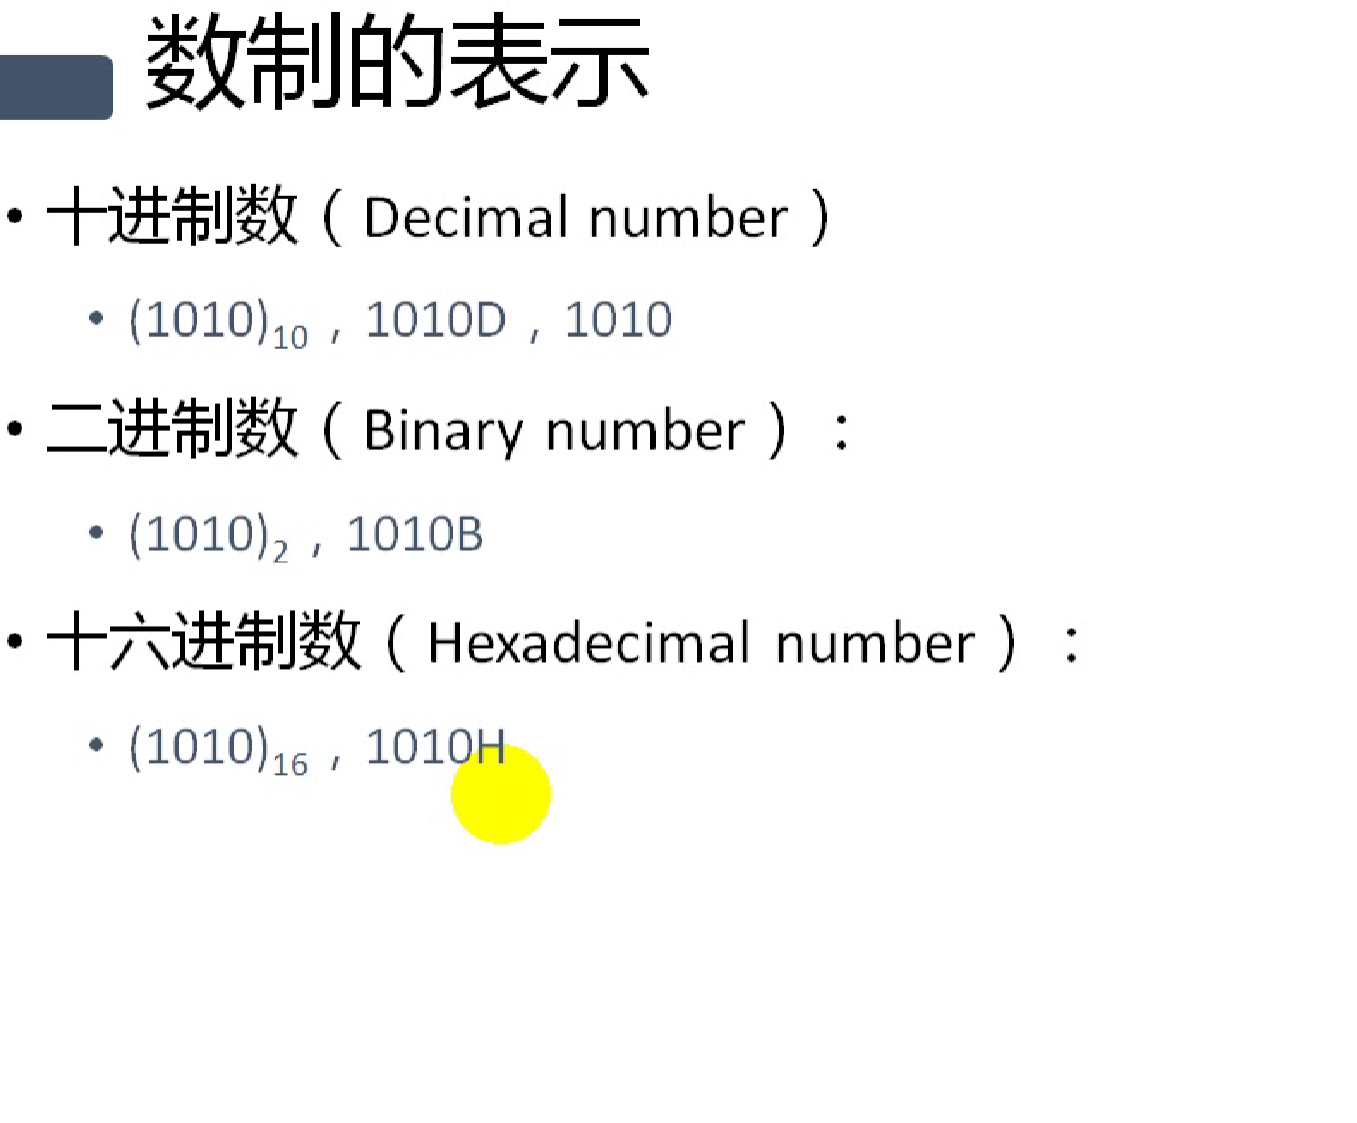 数制的表示
• 十进制数（Decimal number）
• (1010)₁₀，1010D，1010
• 二进制数（Binary number）：
• (1010)₂，1010B
• 十六进制数（Hexadecimal number）：
• (1010)₁₆，1010H